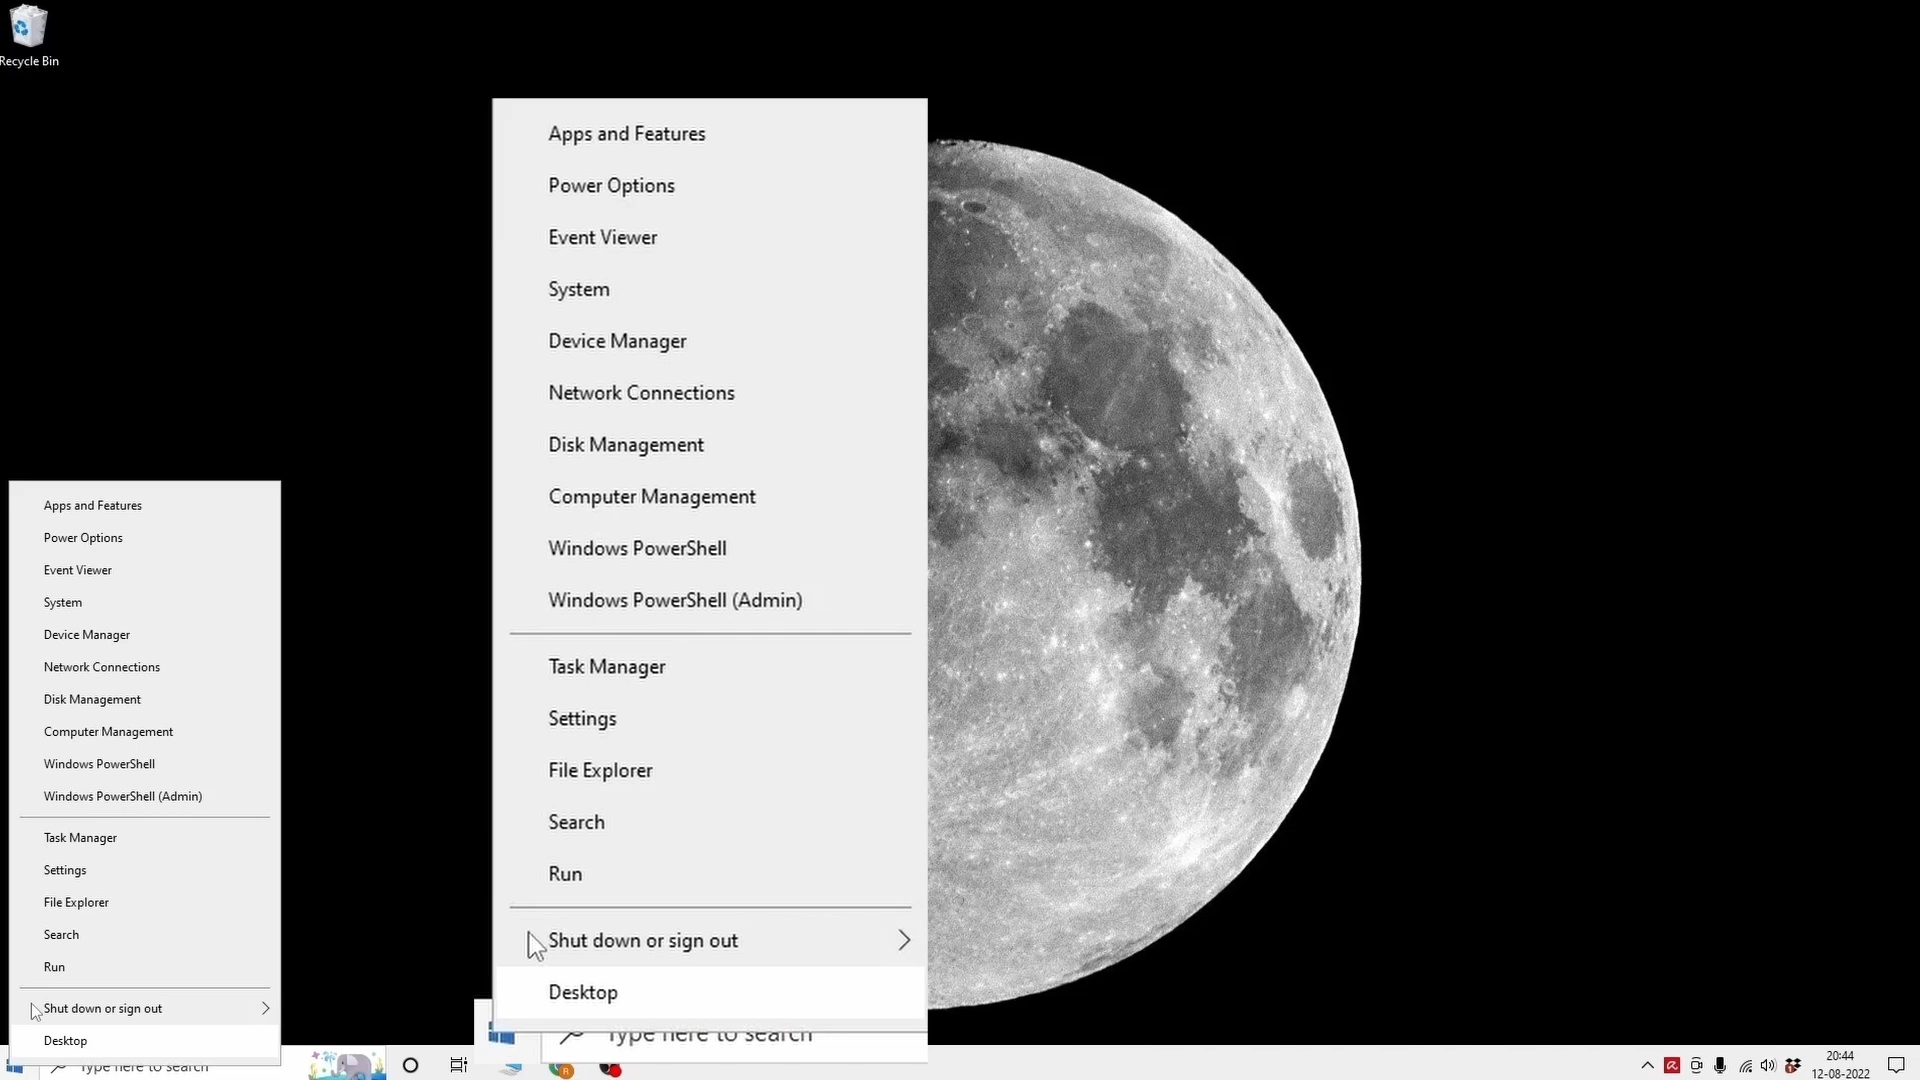 Recycle Bin
Apps and Features
Power Options
Event Viewer
System
Device Manager
Network Connections
Disk Management
Computer Management
Windows PowerShell
Windows PowerShell (Admin)
Task Manager
Settings
File Explorer
Search
Run
Shut down or sign out
Desktop
Type here to search
Apps and Features
Power Options
Event Viewer
System
Device Manager
Network Connections
Disk Management
Computer Management
Windows PowerShell
Windows PowerShell (Admin)
Task Manager
Settings
File Explorer
Search
Run
Shut down or sign out
Desktop
Type here to search
R
20:44
12-08-2022